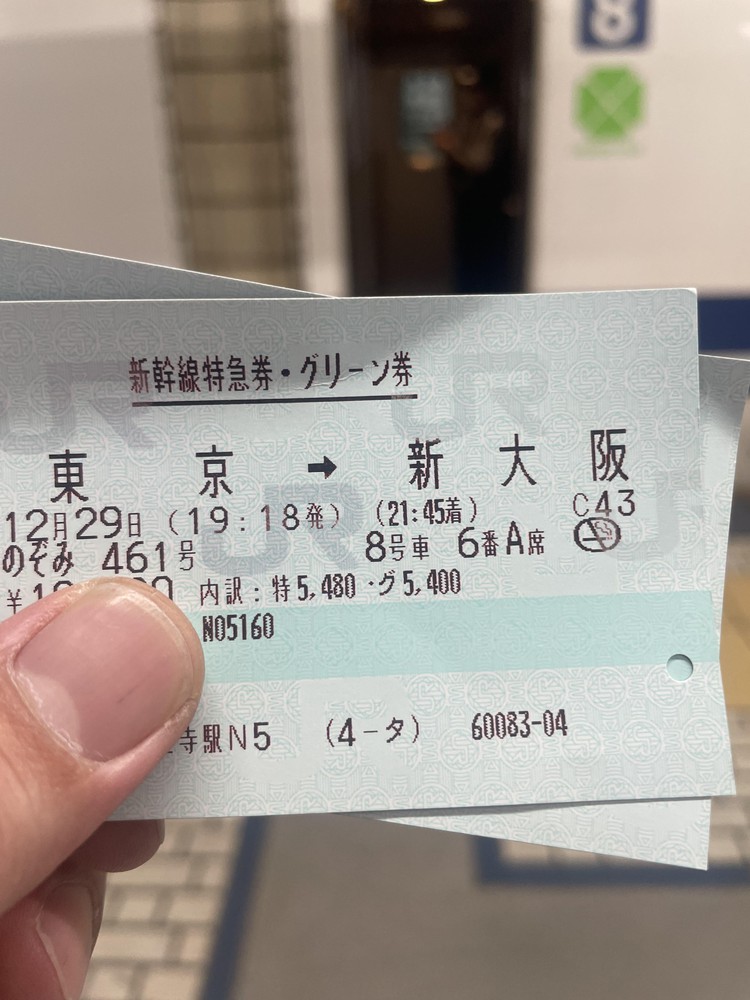 8
新幹線特急券・グリーン券
東 京 ➡ 新 大 阪
12月29日 (19:18発) (21:45着) C43
のぞみ 461号 8号車 6番A席
内訳:特5,480・グ5,400
N05160
寺駅N5 (4-タ) 60083-04